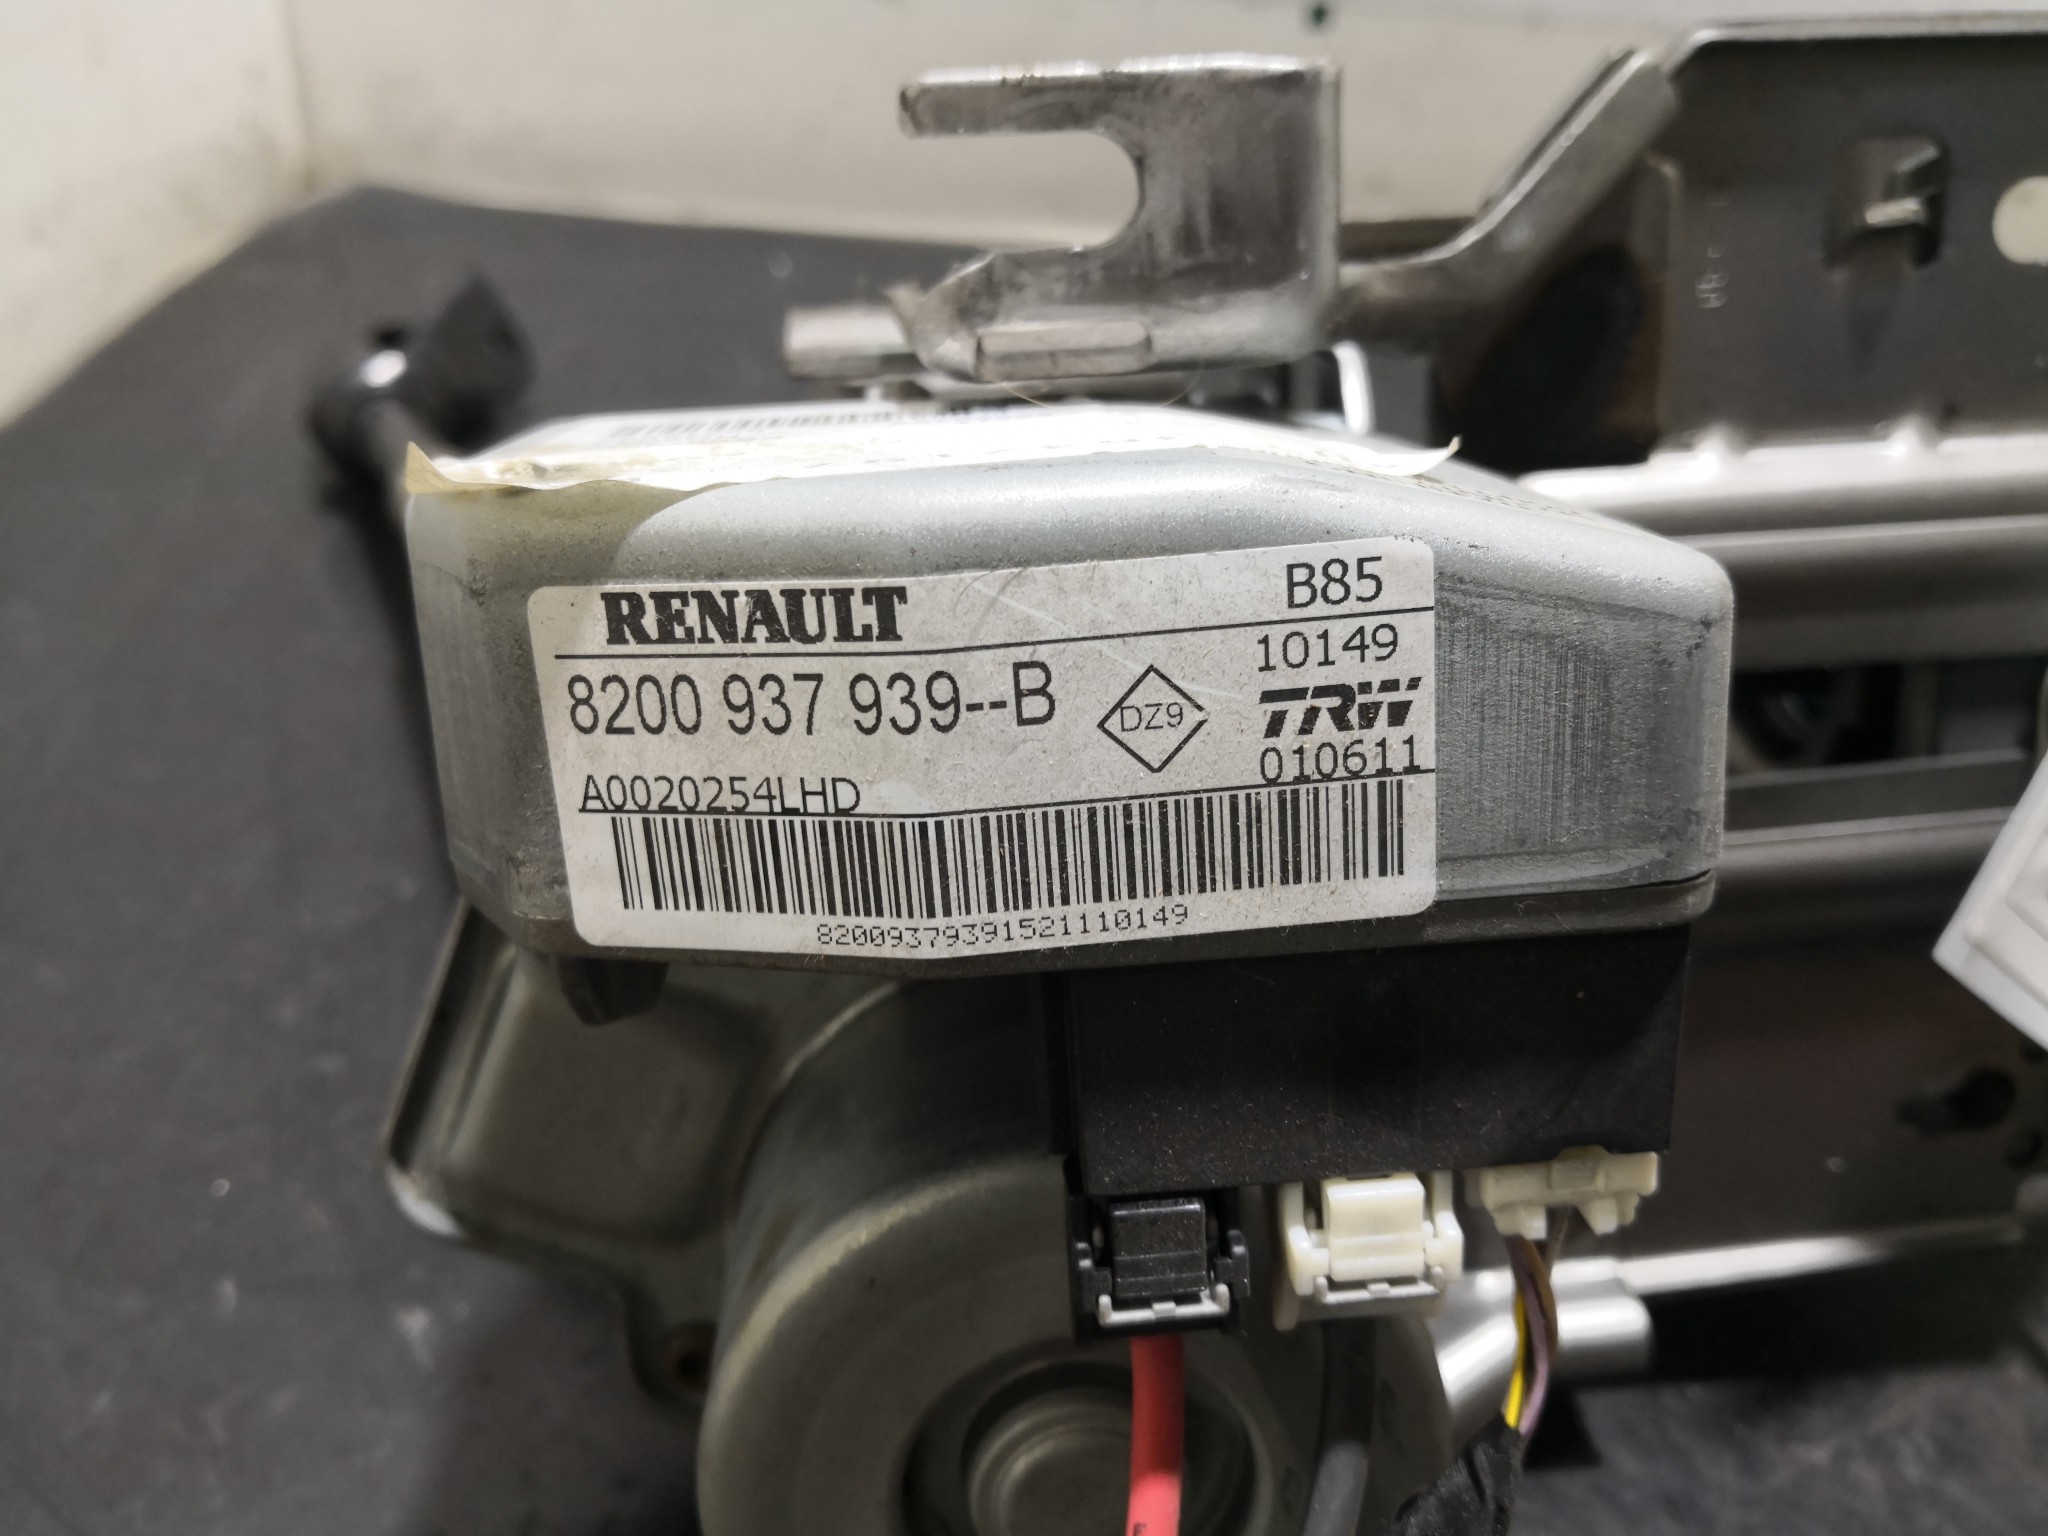 RENAULT B85
8200 937 939--B DZ9 10149
TRW
A0020254LHD 010611
82009379391521110149